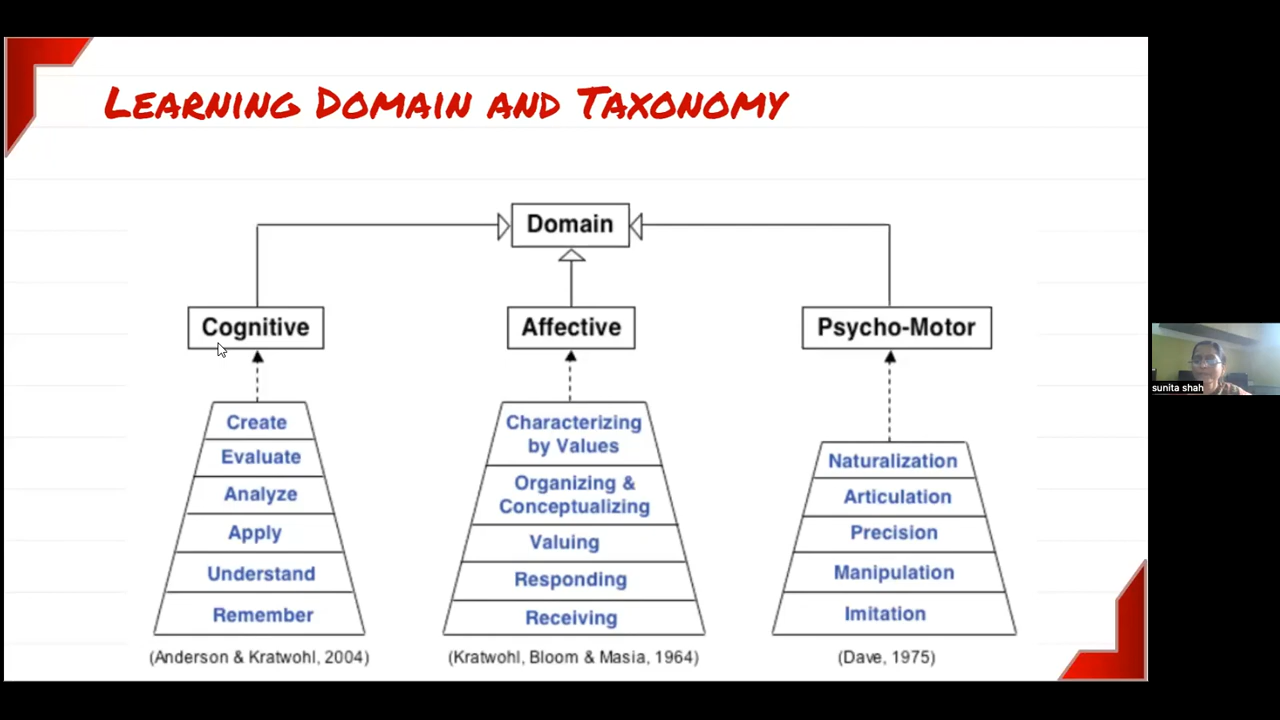 LEARNING DOMAIN AND TAXONOMY
Domain
Cognitive
Affective
Psycho-Motor
Create
Evaluate
Analyze
Apply
Understand
Remember
(Anderson & Kratwohl, 2004)
Characterizing
by Values
Organizing &
Conceptualizing
Valuing
Responding
Receiving
(Kratwohl, Bloom & Masia, 1964)
Naturalization
Articulation
Precision
Manipulation
Imitation
(Dave, 1975)
sunita shah